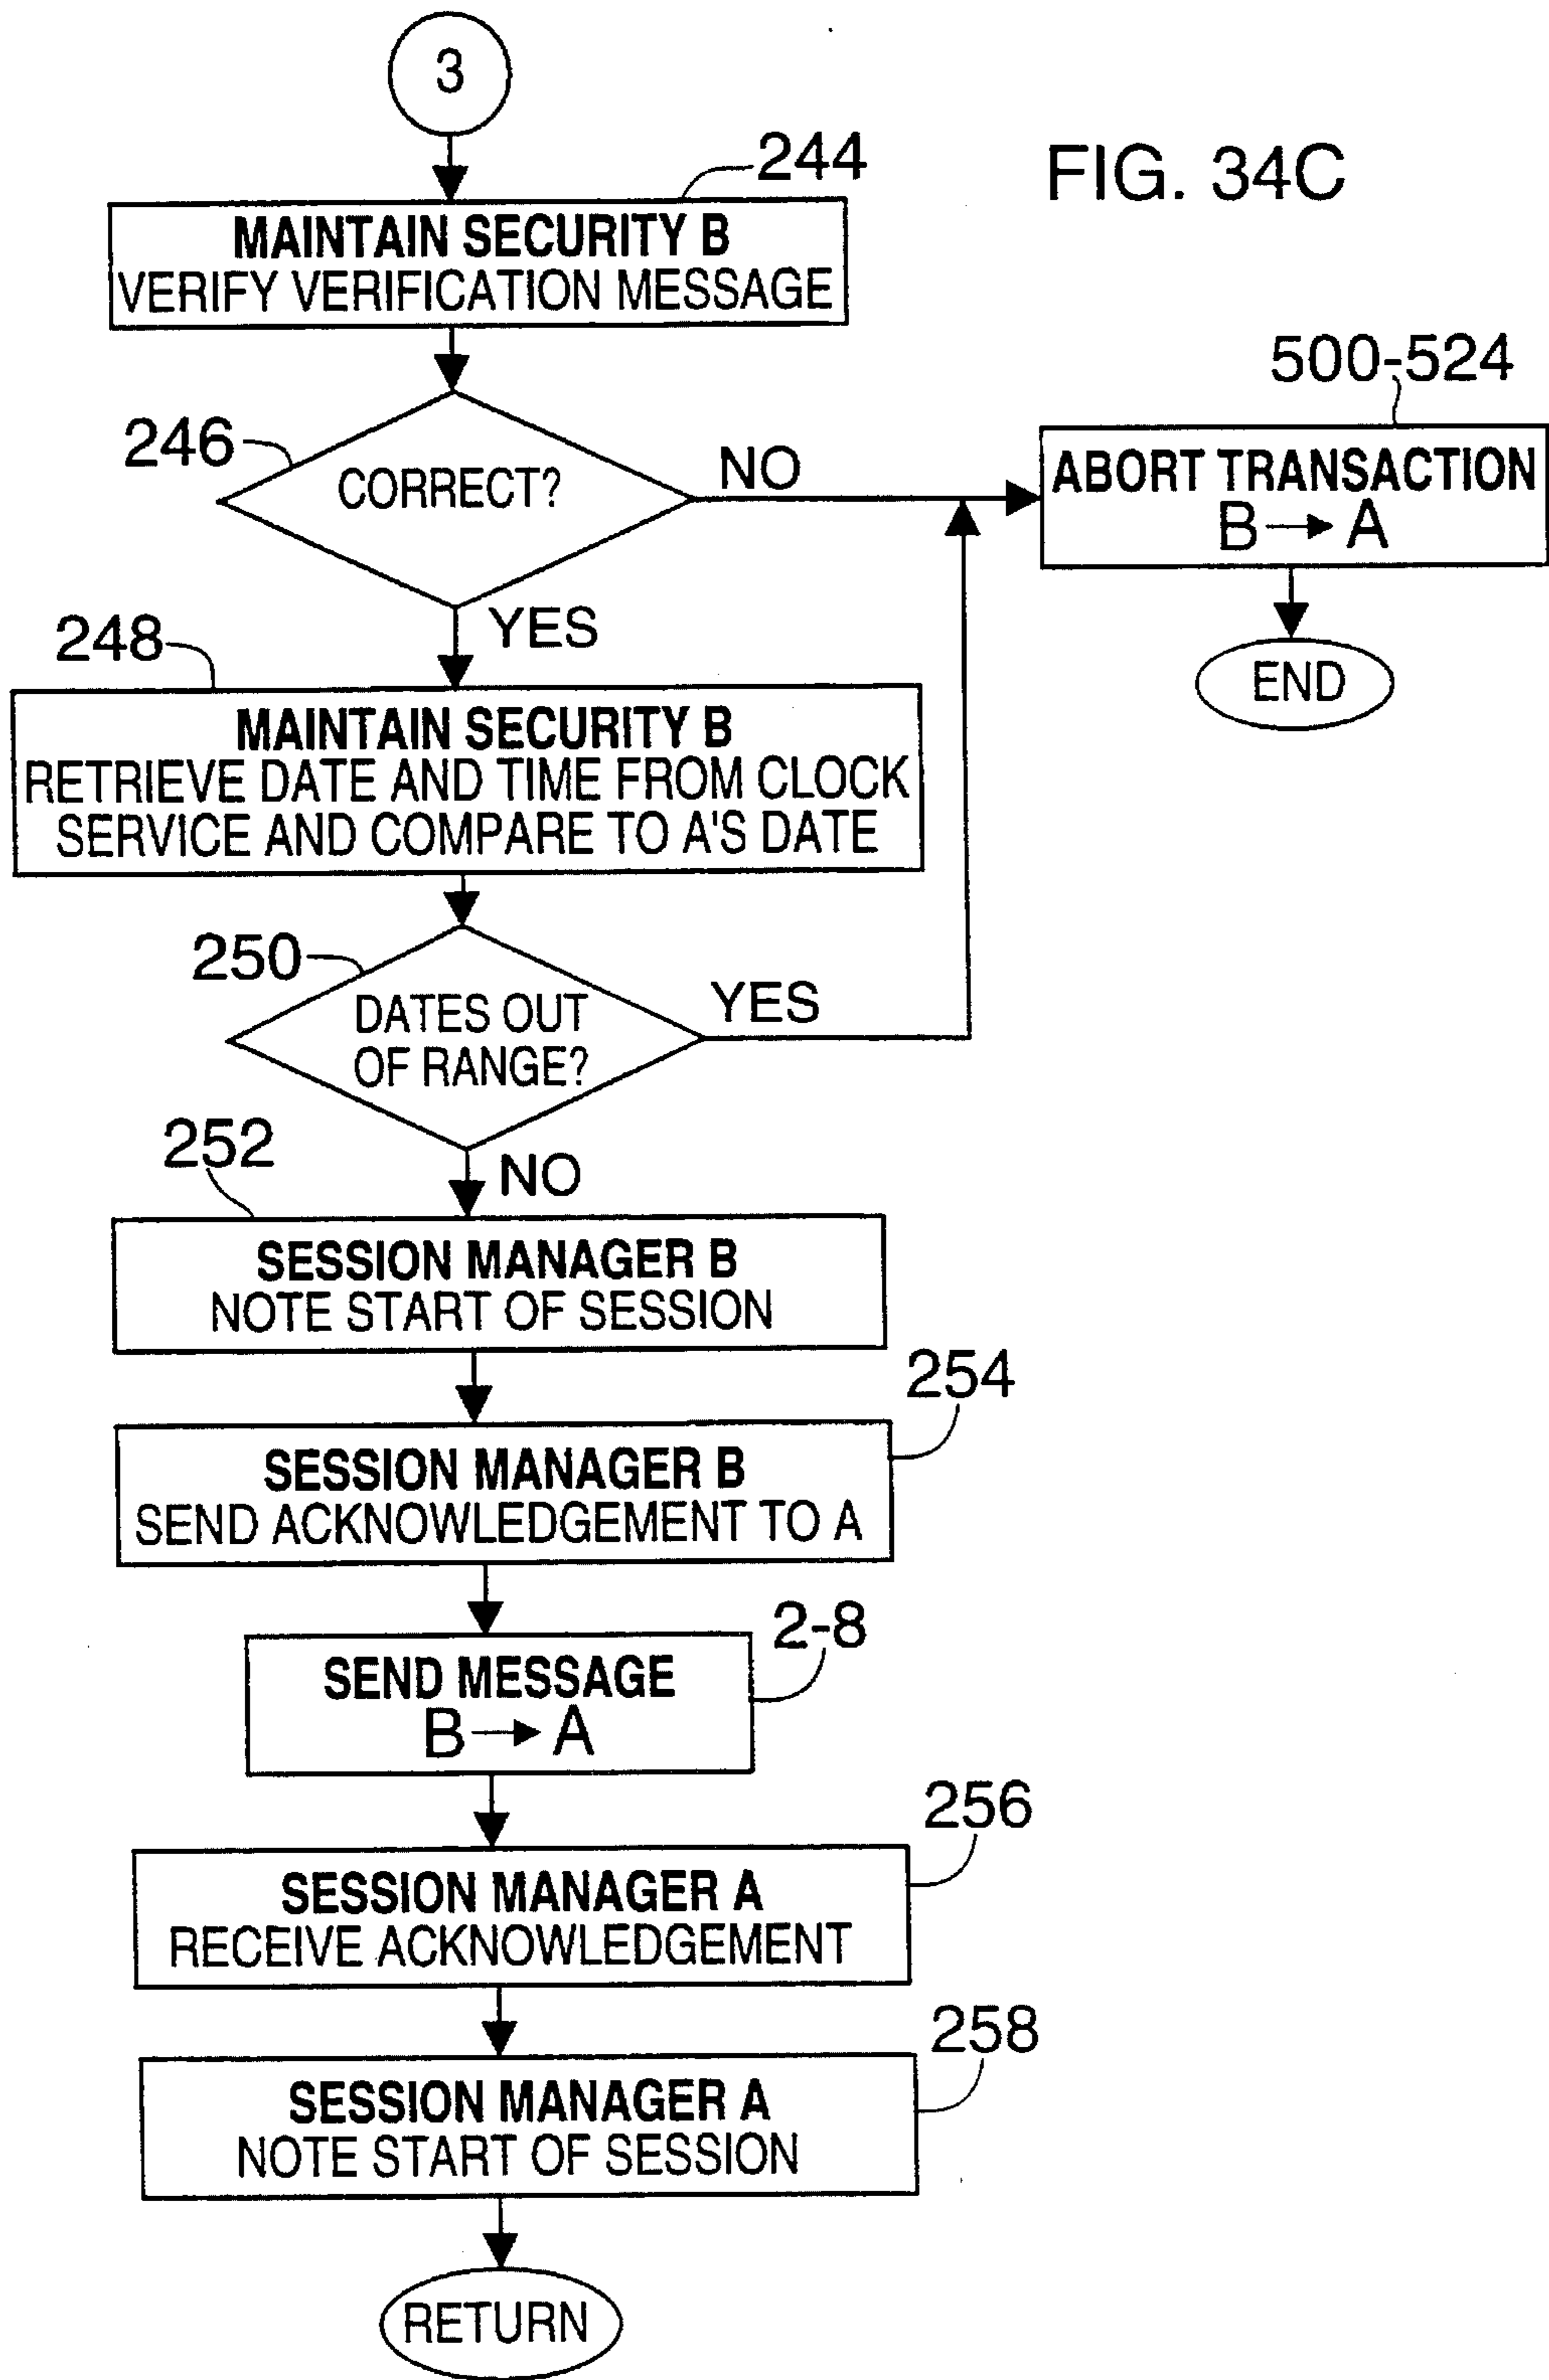 3
FIG. 34C
244
MAINTAIN SECURITY B
VERIFY VERIFICATION MESSAGE
500-524
246
CORRECT?
NO
ABORT TRANSACTION
B → A
YES
END
248
MAINTAIN SECURITY B
RETRIEVE DATE AND TIME FROM CLOCK
SERVICE AND COMPARE TO A'S DATE
250
DATES OUT
OF RANGE?
YES
252
NO
SESSION MANAGER B
NOTE START OF SESSION
254
SESSION MANAGER B
SEND ACKNOWLEDGEMENT TO A
2-8
SEND MESSAGE
B → A
256
SESSION MANAGER A
RECEIVE ACKNOWLEDGEMENT
258
SESSION MANAGER A
NOTE START OF SESSION
RETURN